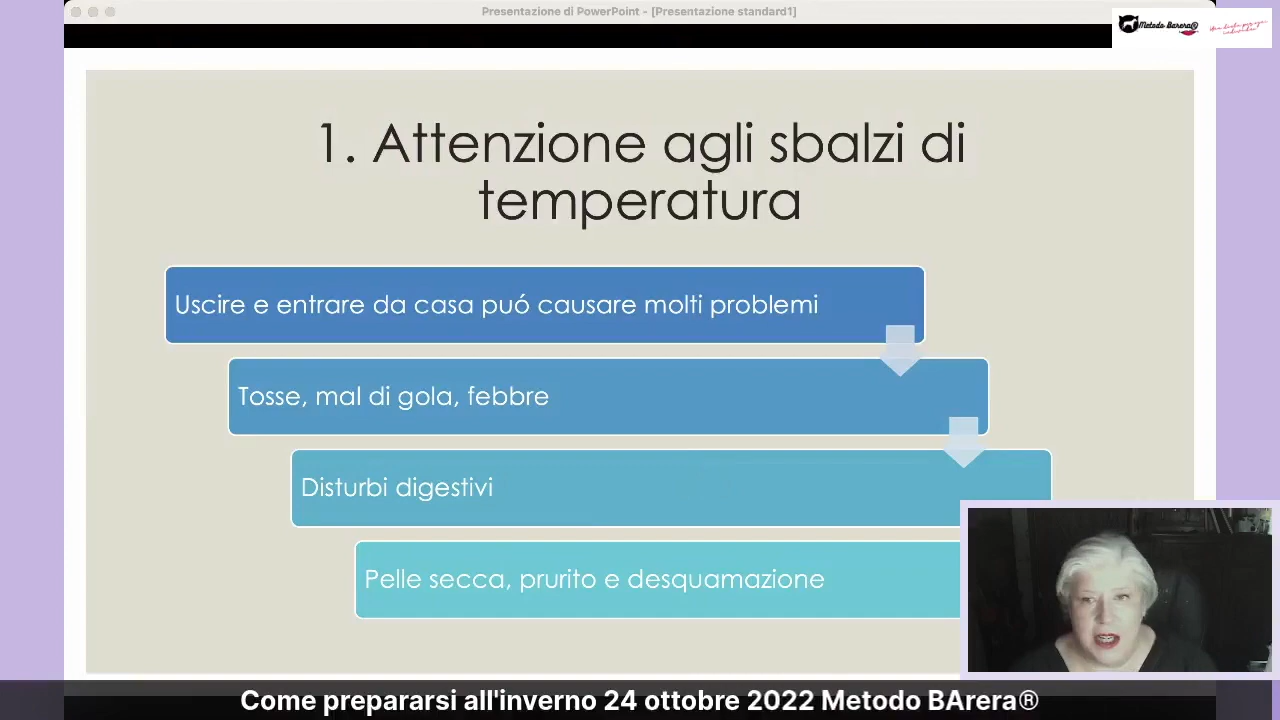 Presentazione di PowerPoint - [Presentazione standard1]
Metodo BArera®
1. Attenzione agli sbalzi di
temperatura
Uscire e entrare da casa puó causare molti problemi
Tosse, mal di gola, febbre
Disturbi digestivi
Pelle secca, prurito e desquamazione
Come prepararsi all'inverno 24 ottobre 2022 Metodo BArera®